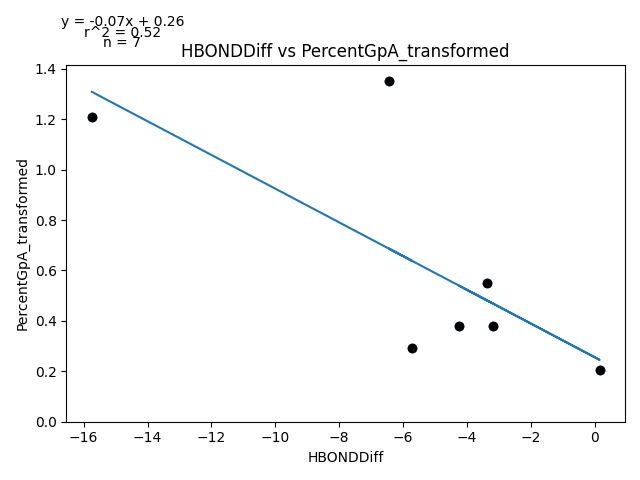 y = -0.07x + 0.26
r^2 = 0.52
n = 7
HBONDDiff vs PercentGpA_transformed
PercentGpA_transformed
1.4
1.2
1.0
0.8
0.6
0.4
0.2
0.0
−16 −14 −12 −10 −8 −6 −4 −2 0
HBONDDiff